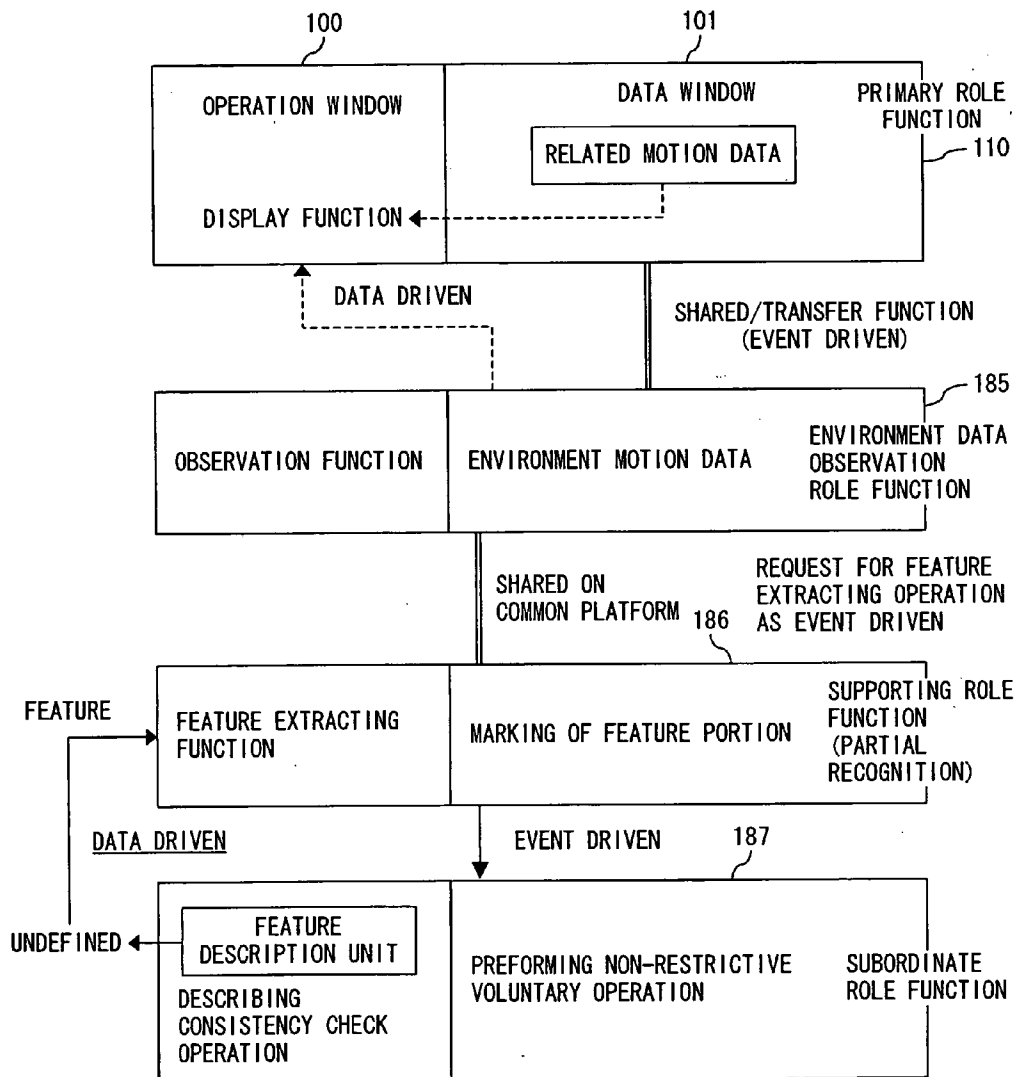 100
101
OPERATION WINDOW
DATA WINDOW
PRIMARY ROLE
FUNCTION
110
RELATED MOTION DATA
DISPLAY FUNCTION
DATA DRIVEN
SHARED/TRANSFER FUNCTION
(EVENT DRIVEN)
185
OBSERVATION FUNCTION
ENVIRONMENT MOTION DATA
ENVIRONMENT DATA
OBSERVATION
ROLE FUNCTION
SHARED ON
COMMON PLATFORM
REQUEST FOR FEATURE
EXTRACTING OPERATION
AS EVENT DRIVEN
186
FEATURE
FEATURE EXTRACTING
FUNCTION
MARKING OF FEATURE PORTION
SUPPORTING ROLE
FUNCTION
(PARTIAL
RECOGNITION)
DATA DRIVEN
EVENT DRIVEN
187
UNDEFINED
FEATURE
DESCRIPTION UNIT
DESCRIBING
CONSISTENCY CHECK
OPERATION
PREFORMING NON-RESTRICTIVE
VOLUNTARY OPERATION
SUBORDINATE
ROLE FUNCTION